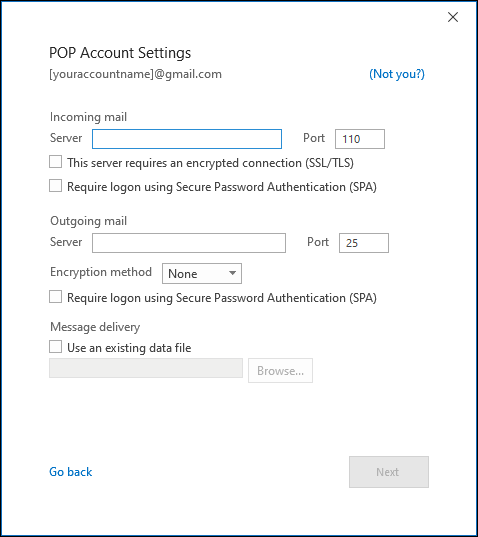 POP Account Settings
[youraccountname]@gmail.com (Not you?)
Incoming mail
Server Port 110
This server requires an encrypted connection (SSL/TLS)
Require logon using Secure Password Authentication (SPA)
Outgoing mail
Server Port 25
Encryption method None
Require logon using Secure Password Authentication (SPA)
Message delivery
Use an existing data file
Browse...
Go back Next